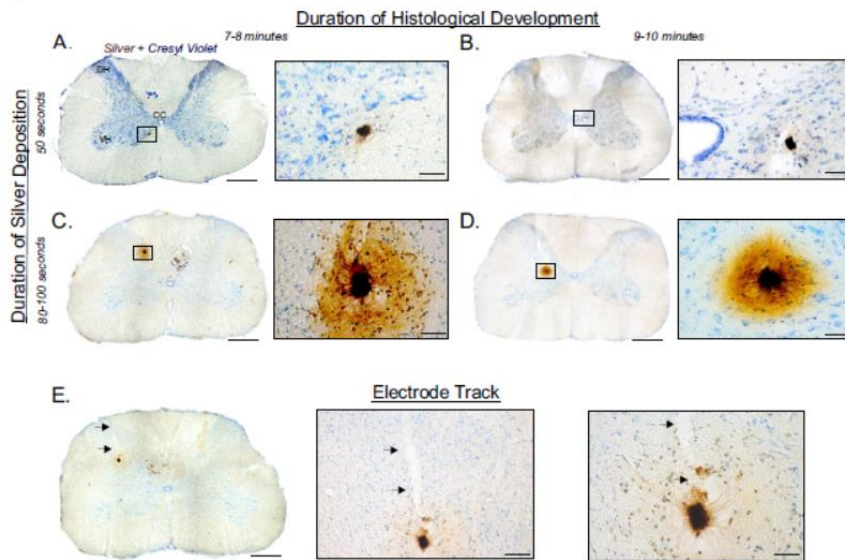 Duration of Histological Development
7-8 minutes
9-10 minutes
A.
B.
Silver + Cresyl Violet
DH
CC
VH
Duration of Silver Deposition
50 seconds
80-100 seconds
C.
D.
Electrode Track
E.